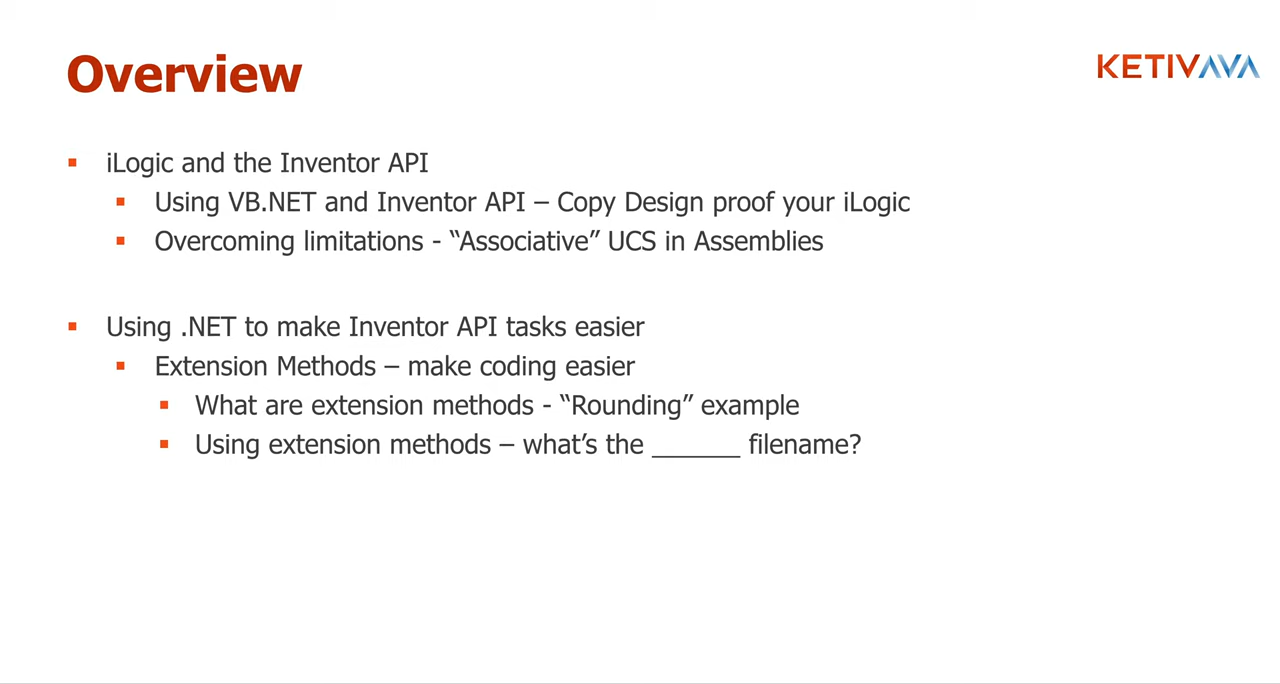 Overview
KETIVAVA
iLogic and the Inventor API
Using VB.NET and Inventor API – Copy Design proof your iLogic
Overcoming limitations - “Associative” UCS in Assemblies
Using .NET to make Inventor API tasks easier
Extension Methods – make coding easier
What are extension methods - “Rounding” example
Using extension methods – what’s the _______ filename?